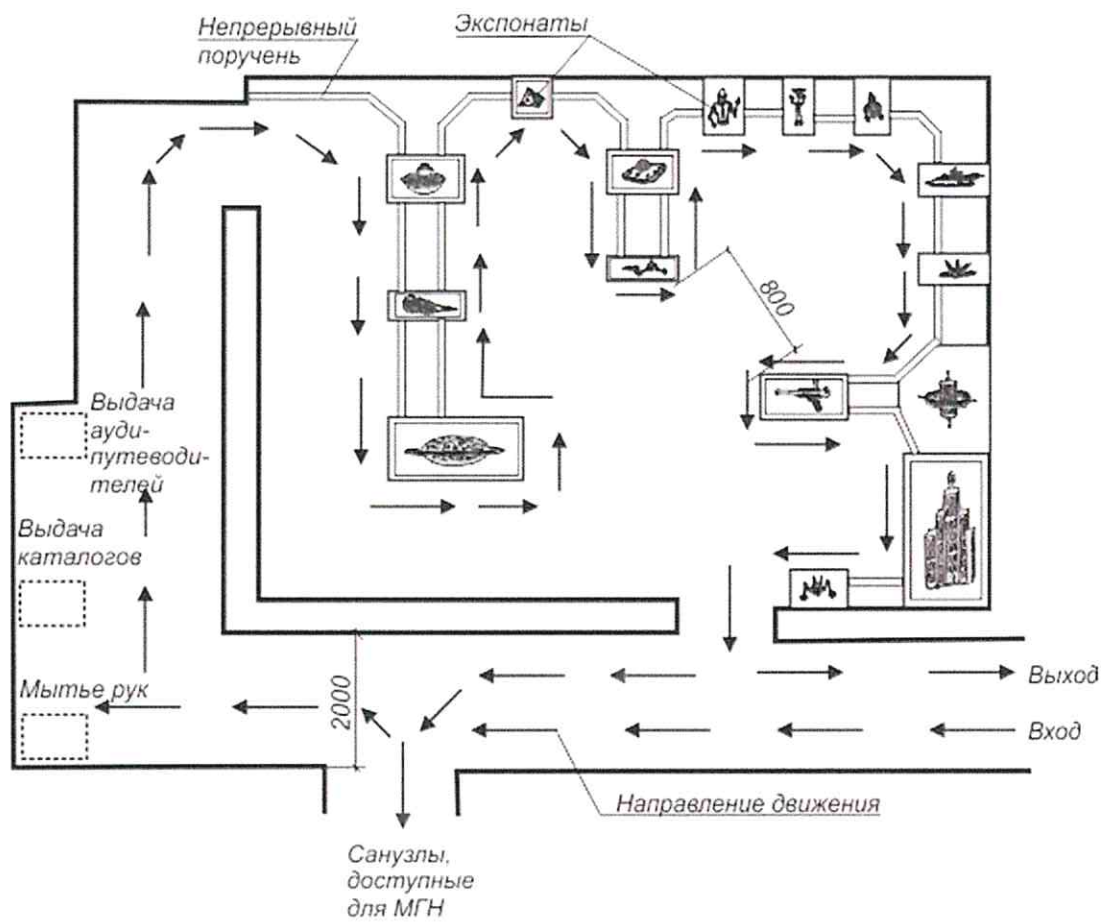 Непрерывный
поручень
Экспонаты
800
Выдача
ауди-
путеводи-
телей
Выдача
каталогов
Мытье рук
2000
Выход
Вход
Направление движения
Санузлы,
доступные
для МГН